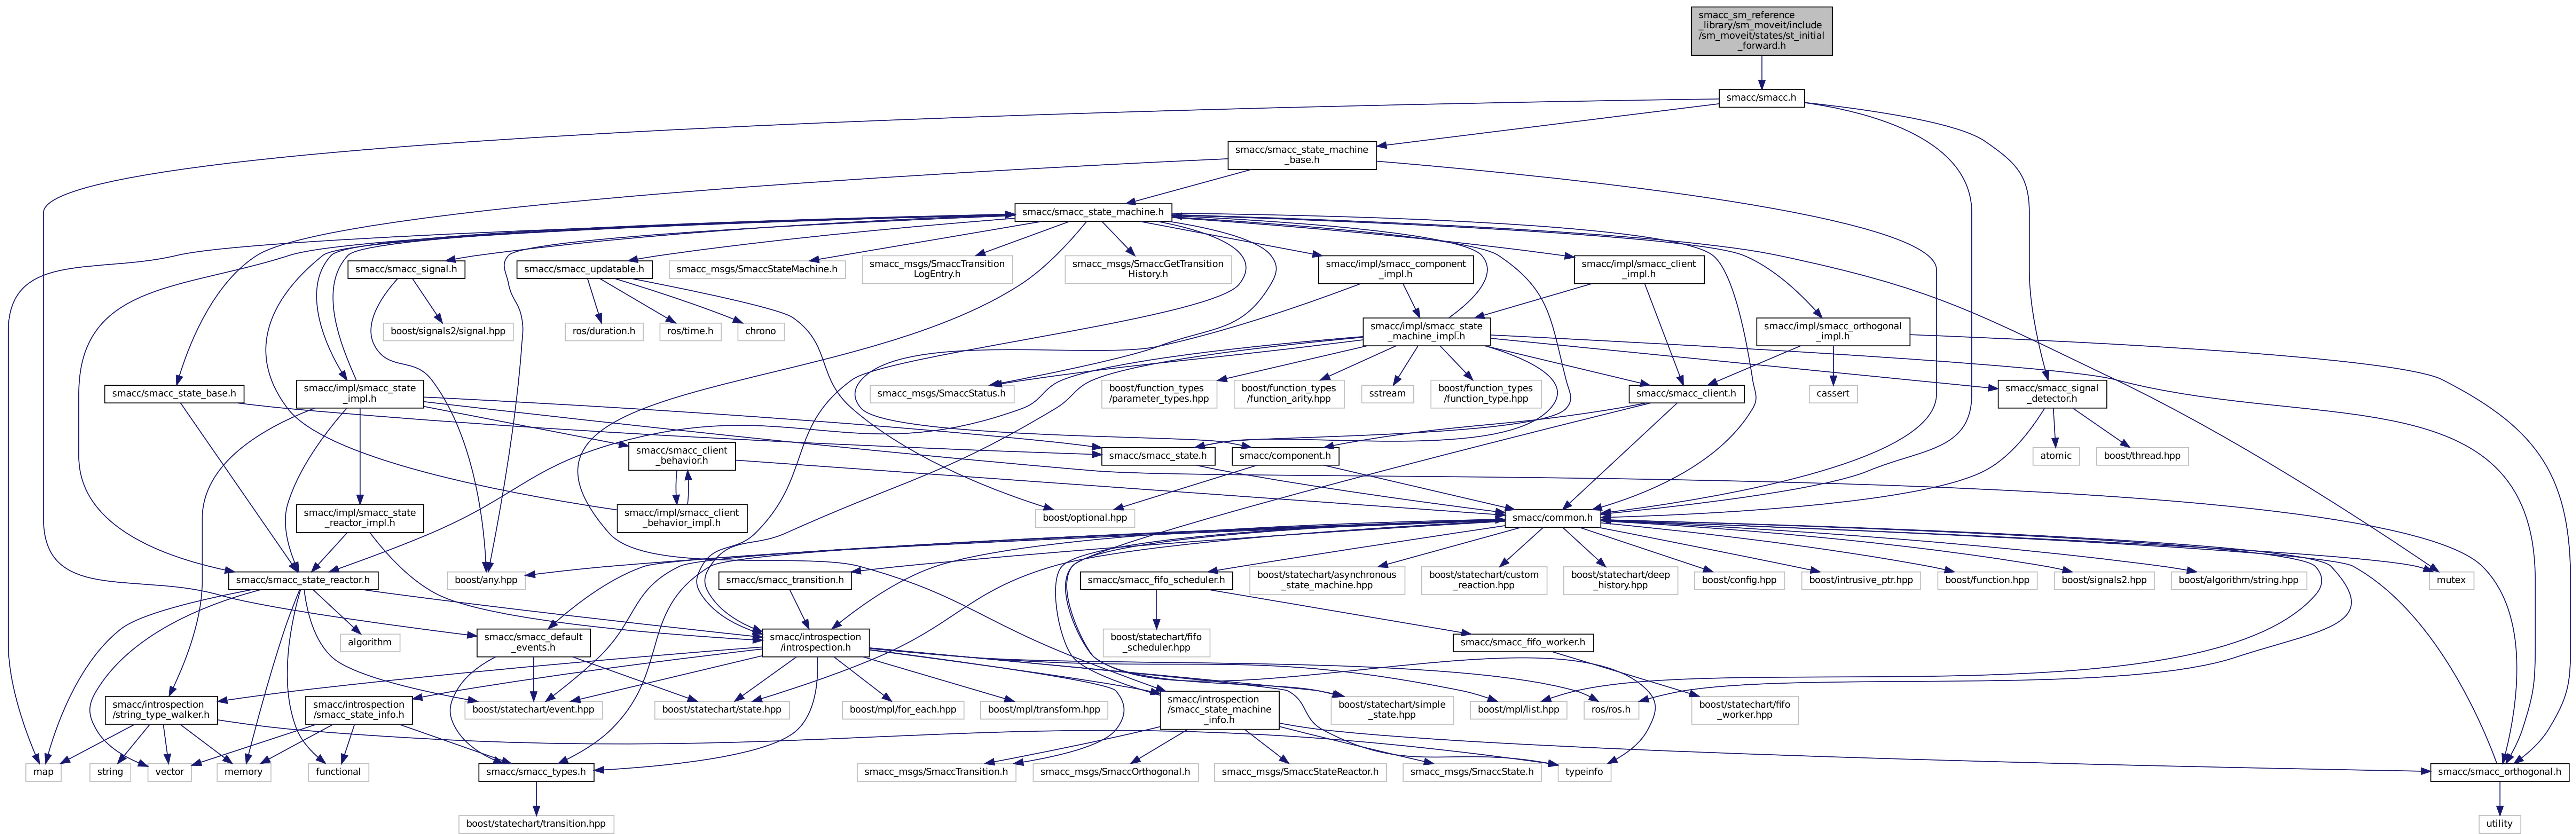 smacc_sm_reference
_library/sm_moveit/include
/sm_moveit/states/st_initial
_forward.h
smacc/smacc.h
smacc/smacc_state_machine
_base.h
smacc/smacc_state_machine.h
smacc/smacc_signal.h
smacc/smacc_updatable.h
smacc_msgs/SmaccStateMachine.h
smacc_msgs/SmaccTransition
LogEntry.h
smacc_msgs/SmaccGetTransition
History.h
smacc/impl/smacc_component
_impl.h
smacc/impl/smacc_client
_impl.h
boost/signals2/signal.hpp
ros/duration.h
ros/time.h
chrono
smacc/impl/smacc_state
_machine_impl.h
smacc/impl/smacc_orthogonal
_impl.h
smacc/smacc_state_base.h
smacc/impl/smacc_state
_impl.h
smacc_msgs/SmaccStatus.h
boost/function_types
/parameter_types.hpp
boost/function_types
/function_arity.hpp
sstream
boost/function_types
/function_type.hpp
smacc/smacc_client.h
cassert
smacc/smacc_signal
_detector.h
smacc/smacc_client
_behavior.h
smacc/smacc_state.h
smacc/component.h
atomic
boost/thread.hpp
smacc/impl/smacc_state
_reactor_impl.h
smacc/impl/smacc_client
_behavior_impl.h
boost/optional.hpp
smacc/common.h
smacc/smacc_state_reactor.h
boost/any.hpp
smacc/smacc_transition.h
smacc/smacc_fifo_scheduler.h
boost/statechart/asynchronous
_state_machine.hpp
boost/statechart/custom
_reaction.hpp
boost/statechart/deep
_history.hpp
boost/config.hpp
boost/intrusive_ptr.hpp
boost/function.hpp
boost/signals2.hpp
boost/algorithm/string.hpp
mutex
algorithm
smacc/smacc_default
_events.h
smacc/introspection
/introspection.h
boost/statechart/fifo
_scheduler.hpp
smacc/smacc_fifo_worker.h
smacc/introspection
/string_type_walker.h
smacc/introspection
/smacc_state_info.h
boost/statechart/event.hpp
boost/statechart/state.hpp
boost/mpl/for_each.hpp
boost/mpl/transform.hpp
smacc/introspection
/smacc_state_machine
_info.h
boost/statechart/simple
_state.hpp
boost/mpl/list.hpp
ros/ros.h
boost/statechart/fifo
_worker.hpp
map
string
vector
memory
functional
smacc/smacc_types.h
smacc_msgs/SmaccTransition.h
smacc_msgs/SmaccOrthogonal.h
smacc_msgs/SmaccStateReactor.h
smacc_msgs/SmaccState.h
typeinfo
smacc/smacc_orthogonal.h
boost/statechart/transition.hpp
utility